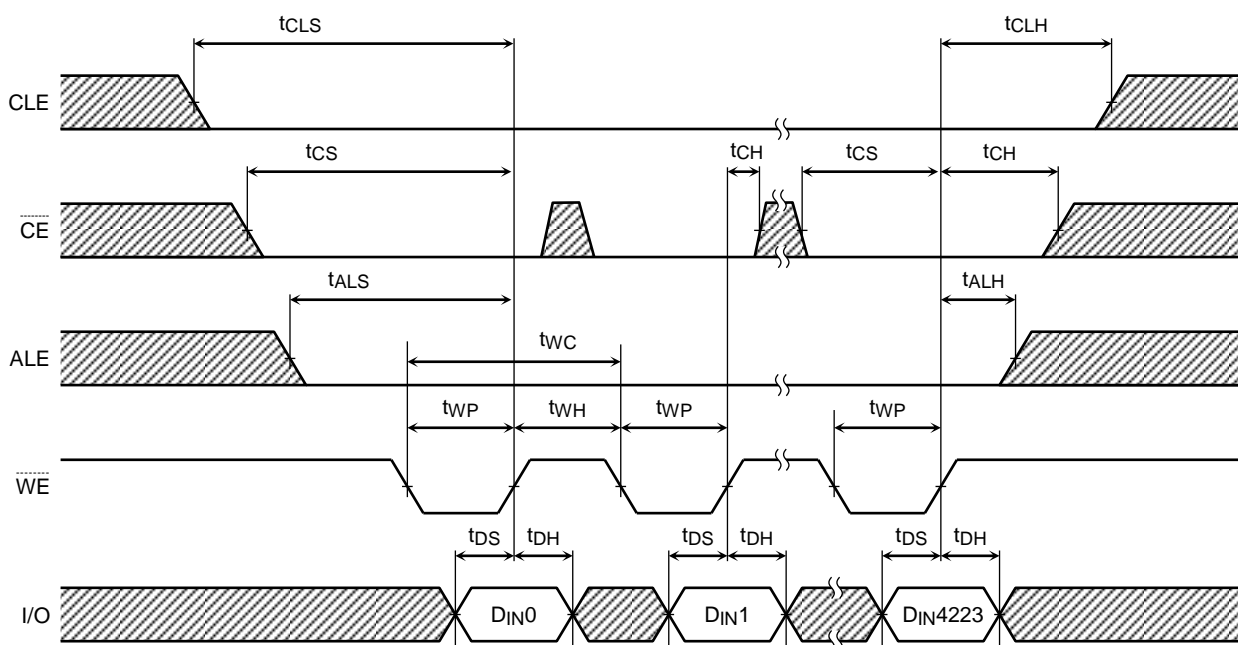 tCLS tCLH
CLE
tCS tCH tCS tCH
CE
tALS tALH
tWC
ALE
tWP tWH tWP tWP
WE
tDS tDH tDS tDH tDS tDH
I/O DIN0 DIN1 DIN4223